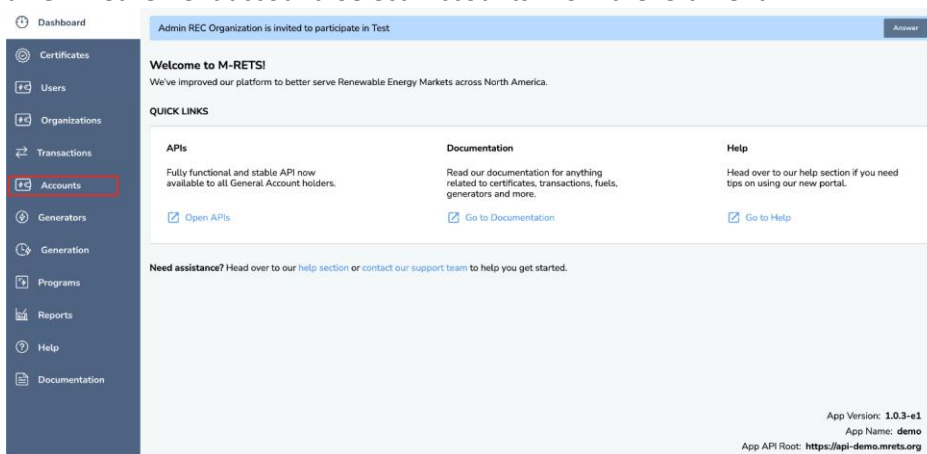 Dashboard
Certificates
Users
Organizations
Transactions
Accounts
Generators
Generation
Programs
Reports
Help
Documentation
Admin REC Organization is invited to participate in Test
Answer
Welcome to M-RETS!
We've improved our platform to better serve Renewable Energy Markets across North America.
QUICK LINKS
APIs
Fully functional and stable API now
available to all General Account holders.
Open APIs
Documentation
Read our documentation for anything
related to certificates, transactions, fuels,
generators and more.
Go to Documentation
Help
Head over to our help section if you need
tips on using our new portal.
Go to Help
Need assistance? Head over to our help section or contact our support team to help you get started.
App Version: 1.0.3-e1
App Name: demo
App API Root: https://api-demo.mrets.org